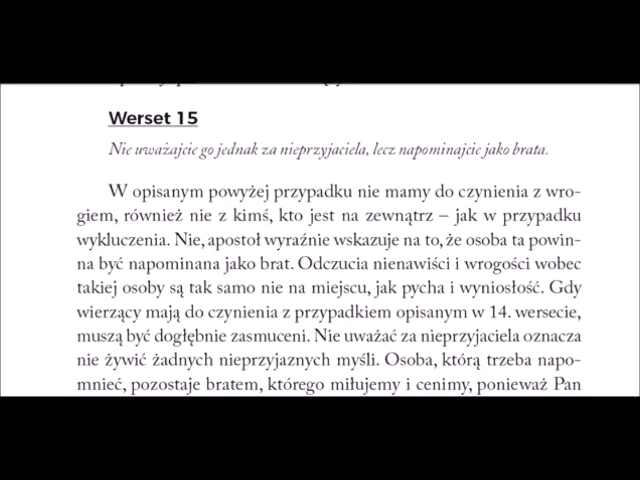 Werset 15
Nie uważajcie go jednak za nieprzyjaciela, lecz napominajcie jako brata.
W opisanym powyżej przypadku nie mamy do czynienia z wro-
giem, również nie z kimś, kto jest na zewnątrz – jak w przypadku
wykluczenia. Nie, apostoł wyraźnie wskazuje na to, że osoba ta powin-
na być napominana jako brat. Odczucia nienawiści i wrogości wobec
takiej osoby są tak samo nie na miejscu, jak pycha i wyniosłość. Gdy
wierzący mają do czynienia z przypadkiem opisanym w 14. wersecie,
muszą być dogłębnie zasmuceni. Nie uważać za nieprzyjaciela oznacza
nie żywić żadnych nieprzyjaznych myśli. Osoba, którą trzeba napo-
mnieć, pozostaje bratem, którego miłujemy i cenimy, ponieważ Pan